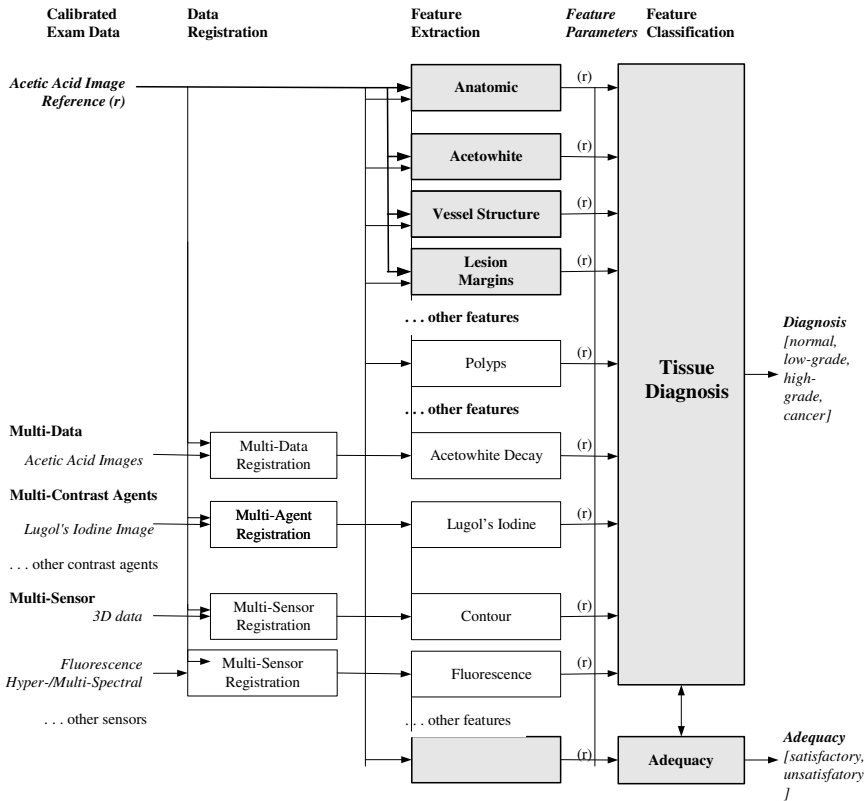 Calibrated
Exam Data
Data
Registration
Feature
Extraction
Feature
Parameters
Feature
Classification
Acetic Acid Image
Reference (r)
Anatomic
(r)
Acetowhite
(r)
Vessel Structure
(r)
Lesion
Margins
(r)
. . . other features
Polyps
(r)
. . . other features
Tissue
Diagnosis
Diagnosis
[normal,
low-grade,
high-
grade,
cancer]
Multi-Data
Acetic Acid Images
Multi-Data
Registration
Acetowhite Decay
(r)
Multi-Contrast Agents
Lugol's Iodine Image
Multi-Agent
Registration
Lugol's Iodine
(r)
. . . other contrast agents
Multi-Sensor
3D data
Multi-Sensor
Registration
Contour
(r)
Fluorescence
Hyper-/Multi-Spectral
Multi-Sensor
Registration
Fluorescence
(r)
. . . other sensors
. . . other features
(r)
Adequacy
Adequacy
[satisfactory,
unsatisfatory
]